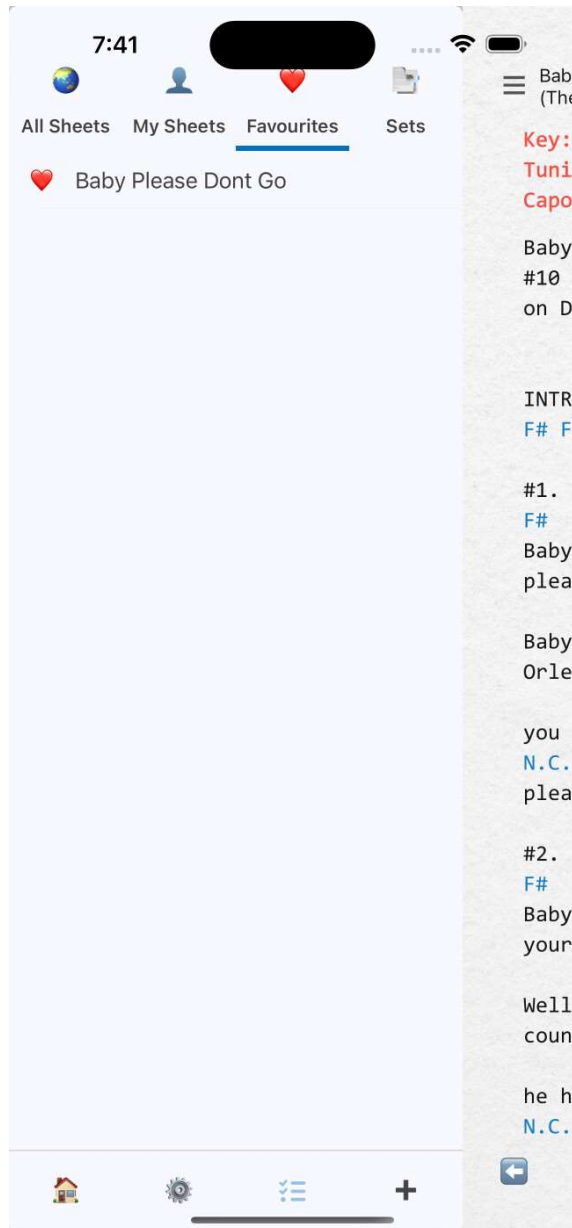 7:41
All Sheets My Sheets Favourites Sets
Baby Please Dont Go
Bab
(The
Key:
Tuni
Capo
Baby
#10
on D
INTR
F# F
#1.
F#
Baby
plea
Baby
Orle
you
N.C.
plea
#2.
F#
Baby
your
Well
coun
he h
N.C.